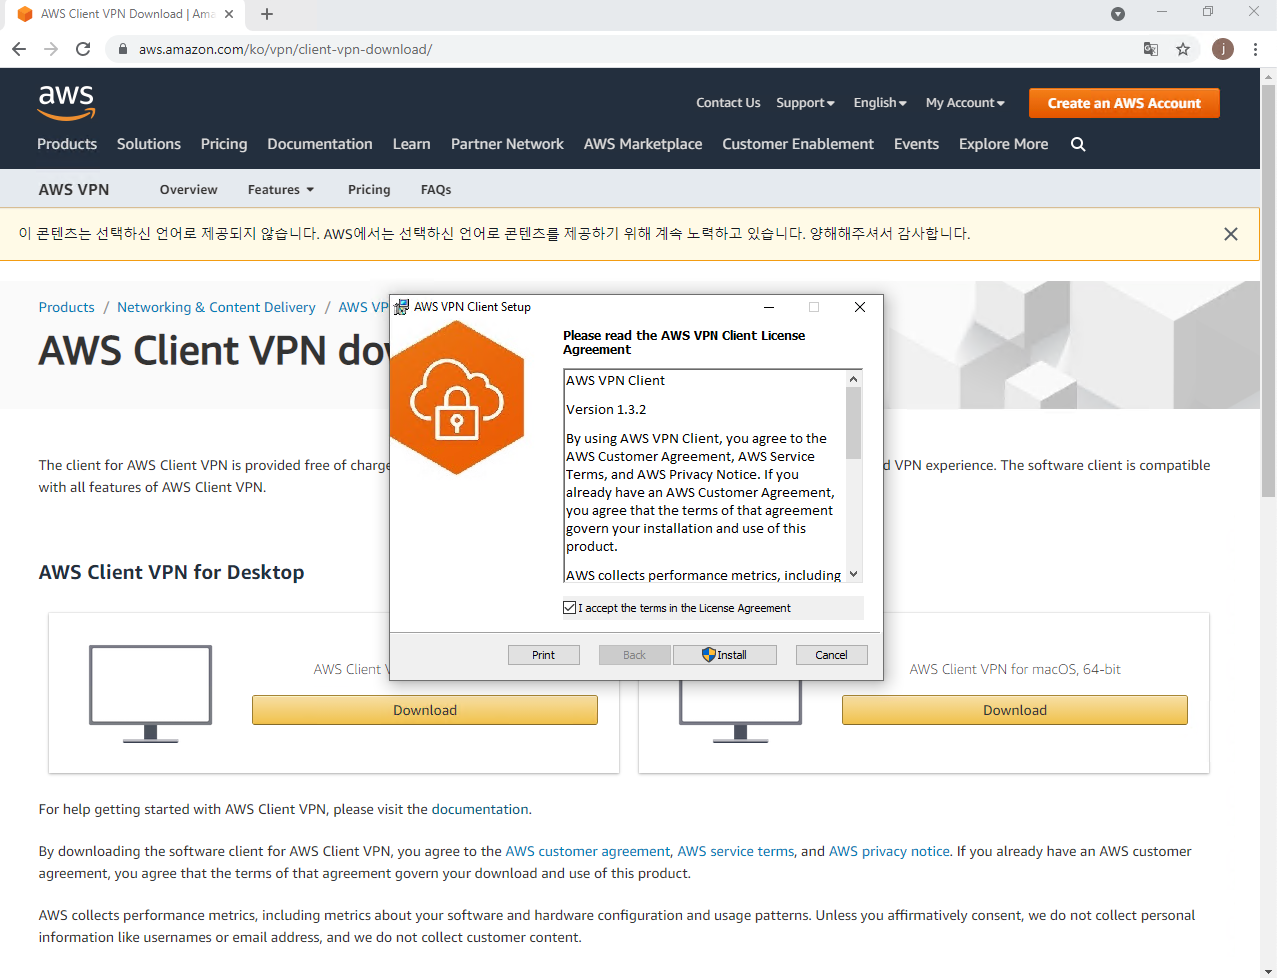 AWS Client VPN Download | Ama
aws.amazon.com/ko/vpn/client-vpn-download/
j
aws
Contact Us Support English My Account Create an AWS Account
Products Solutions Pricing Documentation Learn Partner Network AWS Marketplace Customer Enablement Events Explore More
AWS VPN Overview Features Pricing FAQs
이 콘텐츠는 선택하신 언어로 제공되지 않습니다. AWS에서는 선택하신 언어로 콘텐츠를 제공하기 위해 계속 노력하고 있습니다. 양해해주셔서 감사합니다.
Products / Networking & Content Delivery / AWS VP
AWS Client VPN do
The client for AWS Client VPN is provided free of charge
d VPN experience. The software client is compatible
with all features of AWS Client VPN.
AWS VPN Client Setup
Please read the AWS VPN Client License
Agreement
AWS VPN Client
Version 1.3.2
By using AWS VPN Client, you agree to the
AWS Customer Agreement, AWS Service
Terms, and AWS Privacy Notice. If you
already have an AWS Customer Agreement,
you agree that the terms of that agreement
govern your installation and use of this
product.
AWS collects performance metrics, including
I accept the terms in the License Agreement
Print Back Install Cancel
AWS Client VPN for Desktop
AWS Client V
Download
AWS Client VPN for macOS, 64-bit
Download
For help getting started with AWS Client VPN, please visit the documentation.
By downloading the software client for AWS Client VPN, you agree to the AWS customer agreement, AWS service terms, and AWS privacy notice. If you already have an AWS customer
agreement, you agree that the terms of that agreement govern your download and use of this product.
AWS collects performance metrics, including metrics about your software and hardware configuration and usage patterns. Unless you affirmatively consent, we do not collect personal
information like usernames or email address, and we do not collect customer content.